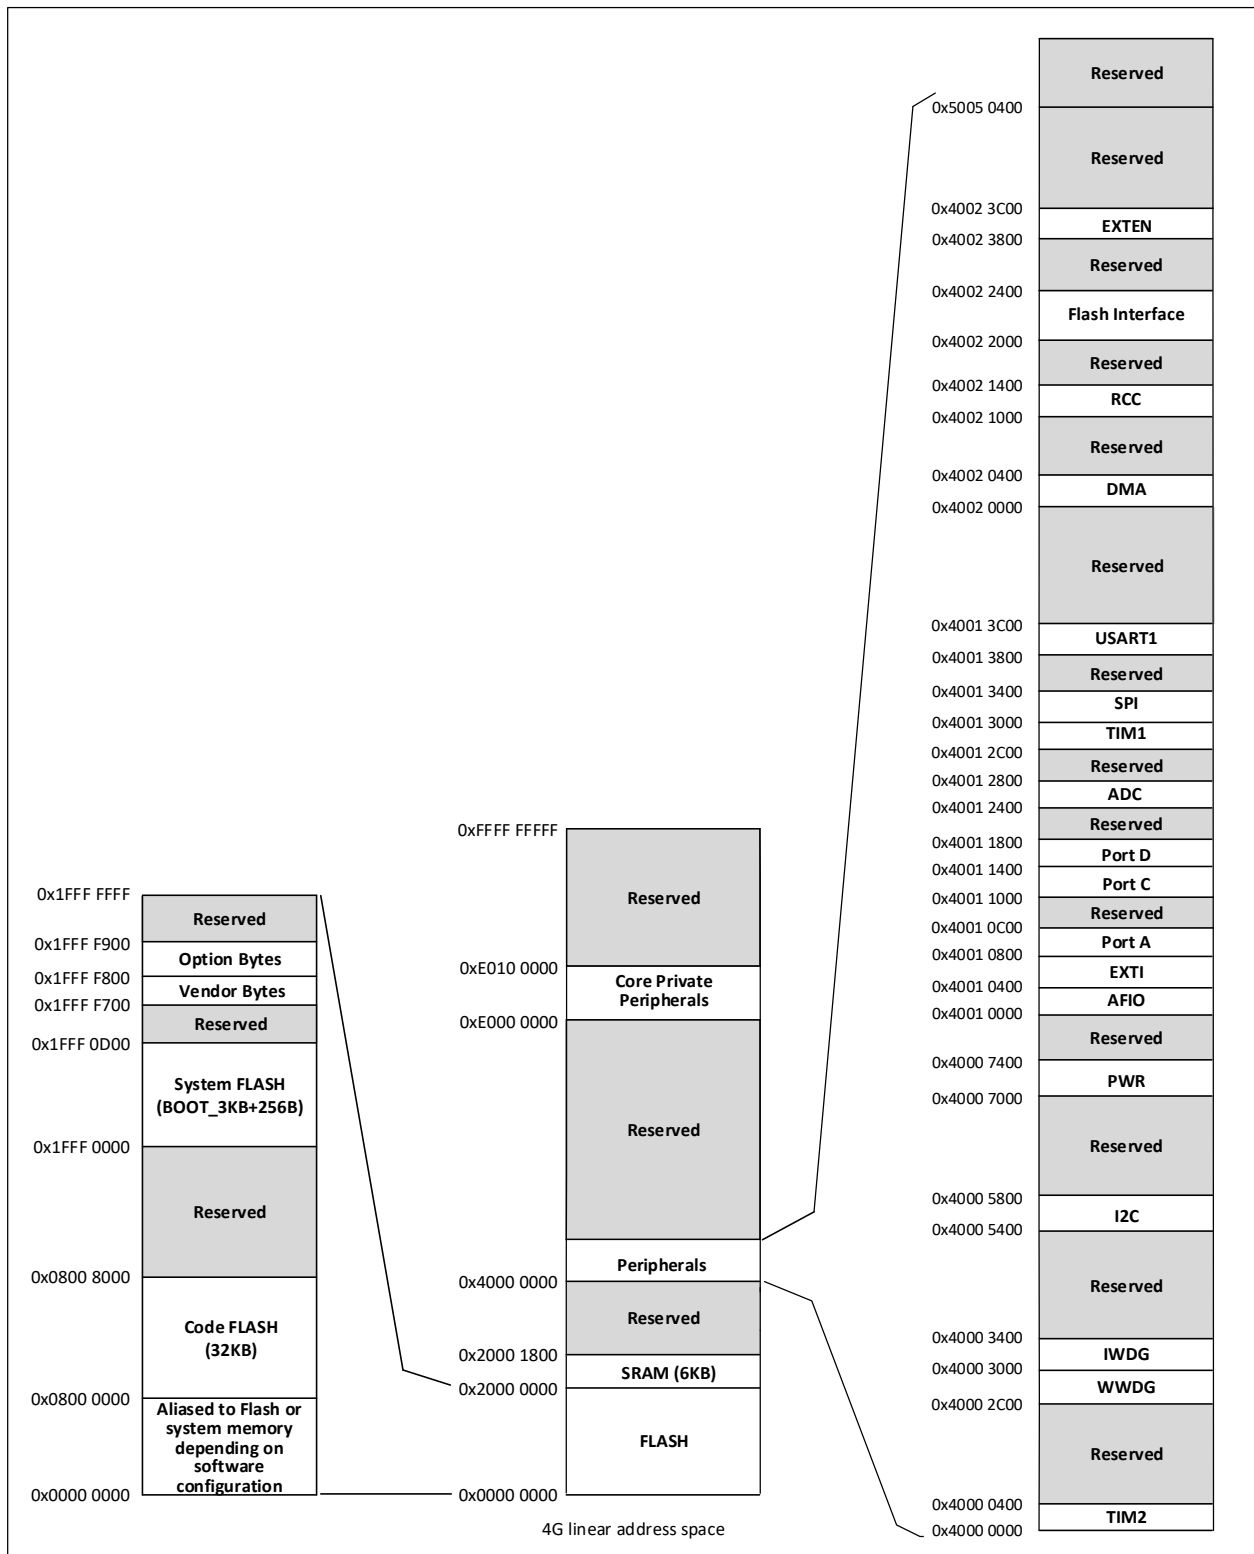 Reserved
0x5005 0400
Reserved
0x4002 3C00
EXTEN
0x4002 3800
Reserved
0x4002 2400
Flash Interface
0x4002 2000
Reserved
0x4002 1400
RCC
0x4002 1000
Reserved
0x4002 0400
DMA
0x4002 0000
Reserved
0x4001 3C00
USART1
0x4001 3800
Reserved
0x4001 3400
SPI
0x4001 3000
TIM1
0x4001 2C00
Reserved
0x4001 2800
ADC
0x4001 2400
Reserved
0x4001 1800
Port D
0x4001 1400
Port C
0x4001 1000
Reserved
0x4001 0C00
Port A
0x4001 0800
EXTI
0x4001 0400
AFIO
0x4001 0000
Reserved
0x4000 7400
PWR
0x4000 7000
Reserved
0x4000 5800
I2C
0x4000 5400
Reserved
0x4000 3400
IWDG
0x4000 3000
WWDG
0x4000 2C00
Reserved
0x4000 0400
TIM2
0x4000 0000
0xFFFF FFFFF
Reserved
0xE010 0000
Core Private
Peripherals
0xE000 0000
Reserved
Peripherals
0x4000 0000
Reserved
0x2000 1800
SRAM (6KB)
0x2000 0000
FLASH
0x0000 0000
4G linear address space
0x1FFF FFFF
Reserved
0x1FFF F900
Option Bytes
0x1FFF F800
Vendor Bytes
0x1FFF F700
Reserved
0x1FFF 0D00
System FLASH
(BOOT_3KB+256B)
0x1FFF 0000
Reserved
0x0800 8000
Code FLASH
(32KB)
0x0800 0000
Aliased to Flash or
system memory
depending on
software
configuration
0x0000 0000